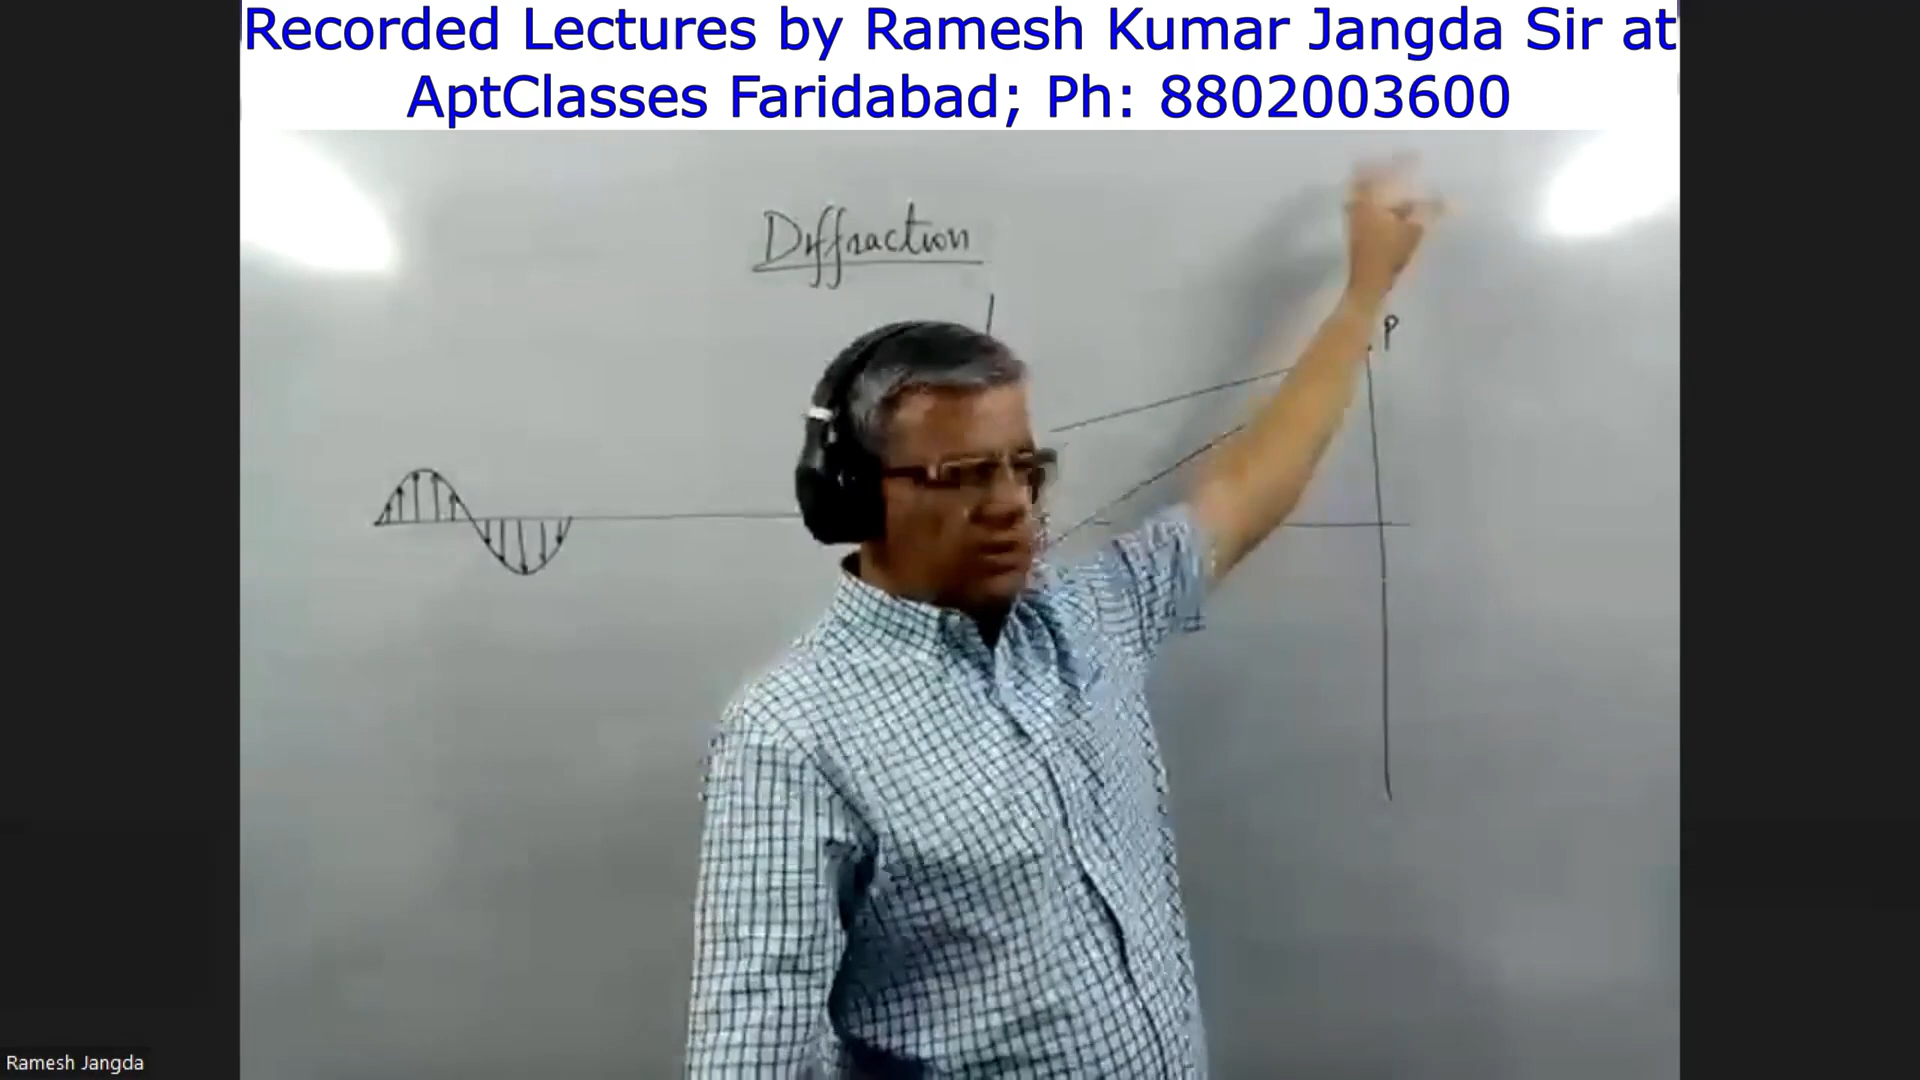 Recorded Lectures by Ramesh Kumar Jangda Sir at
AptClasses Faridabad; Ph: 8802003600
Diffraction
P
Ramesh Jangda